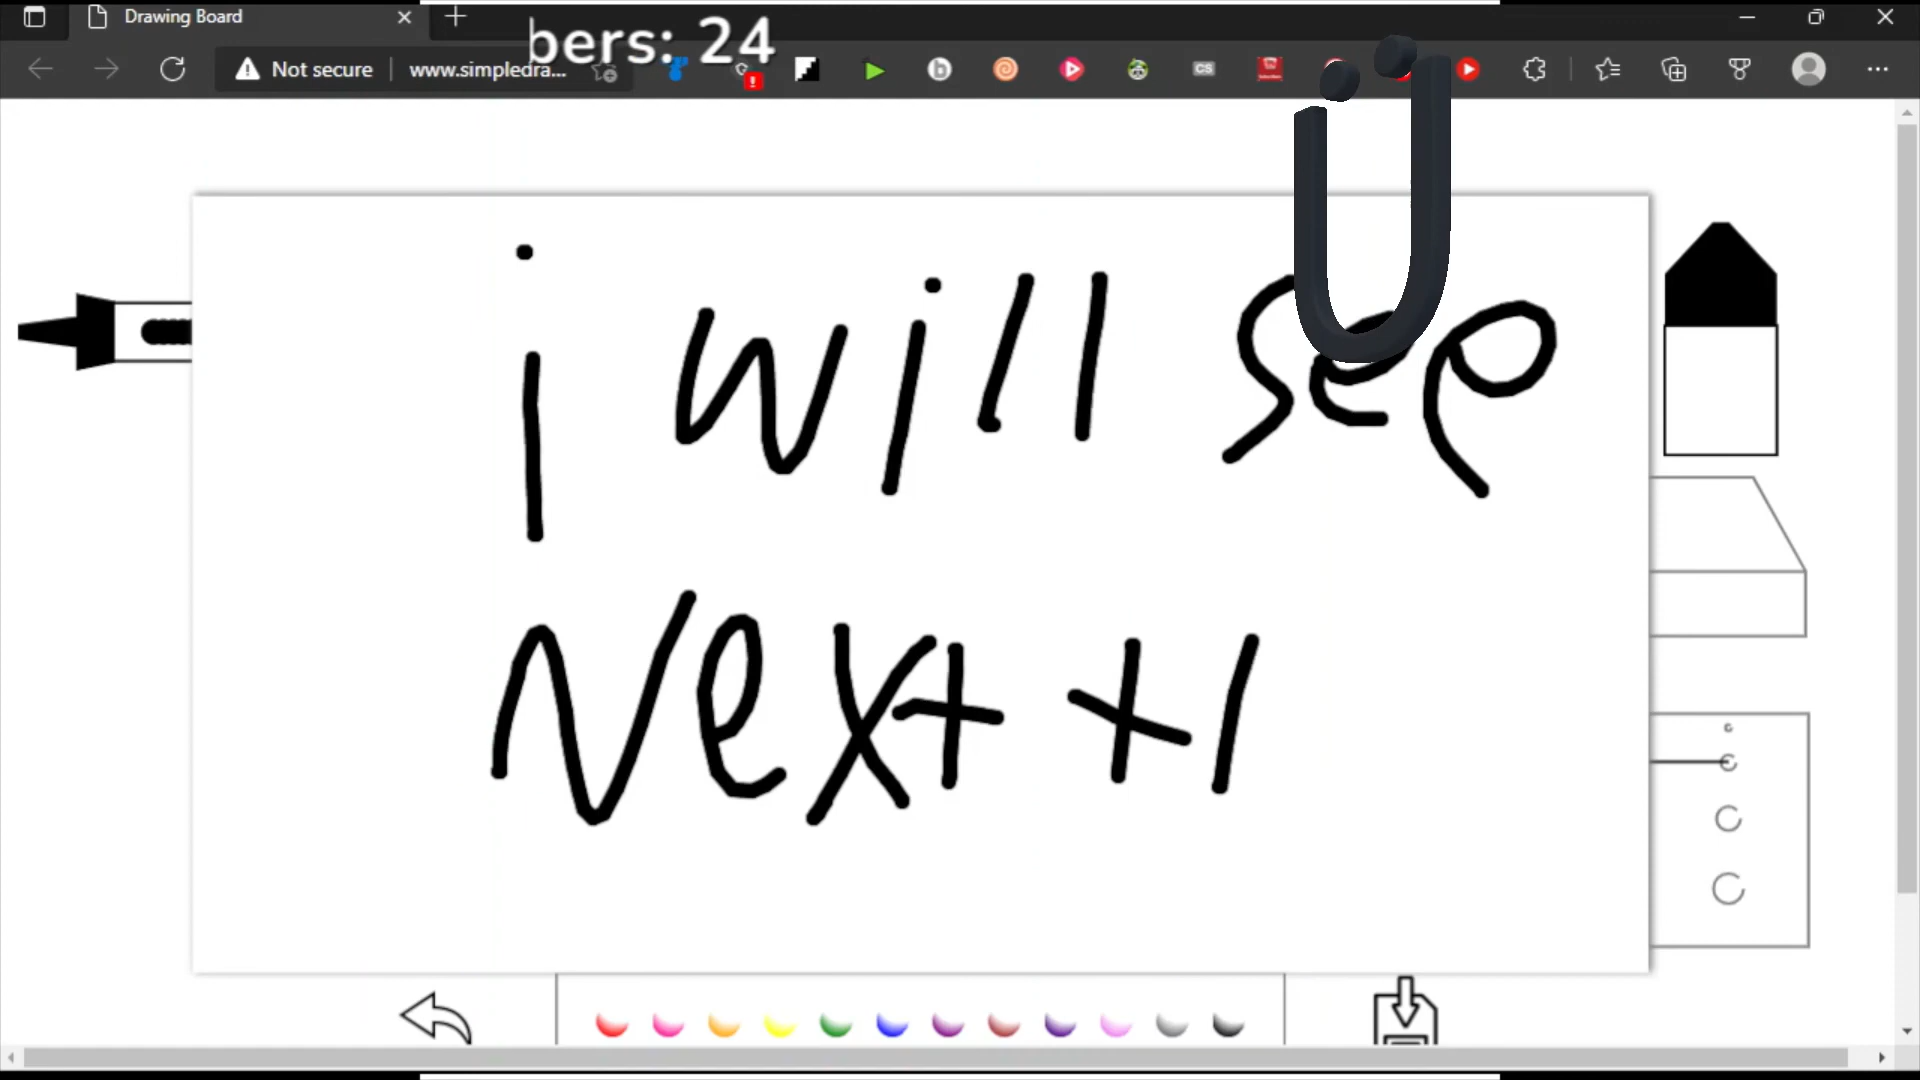 Drawing Board
bers: 24
Not secure www.simpledra...
Ü
i will see
Next +1